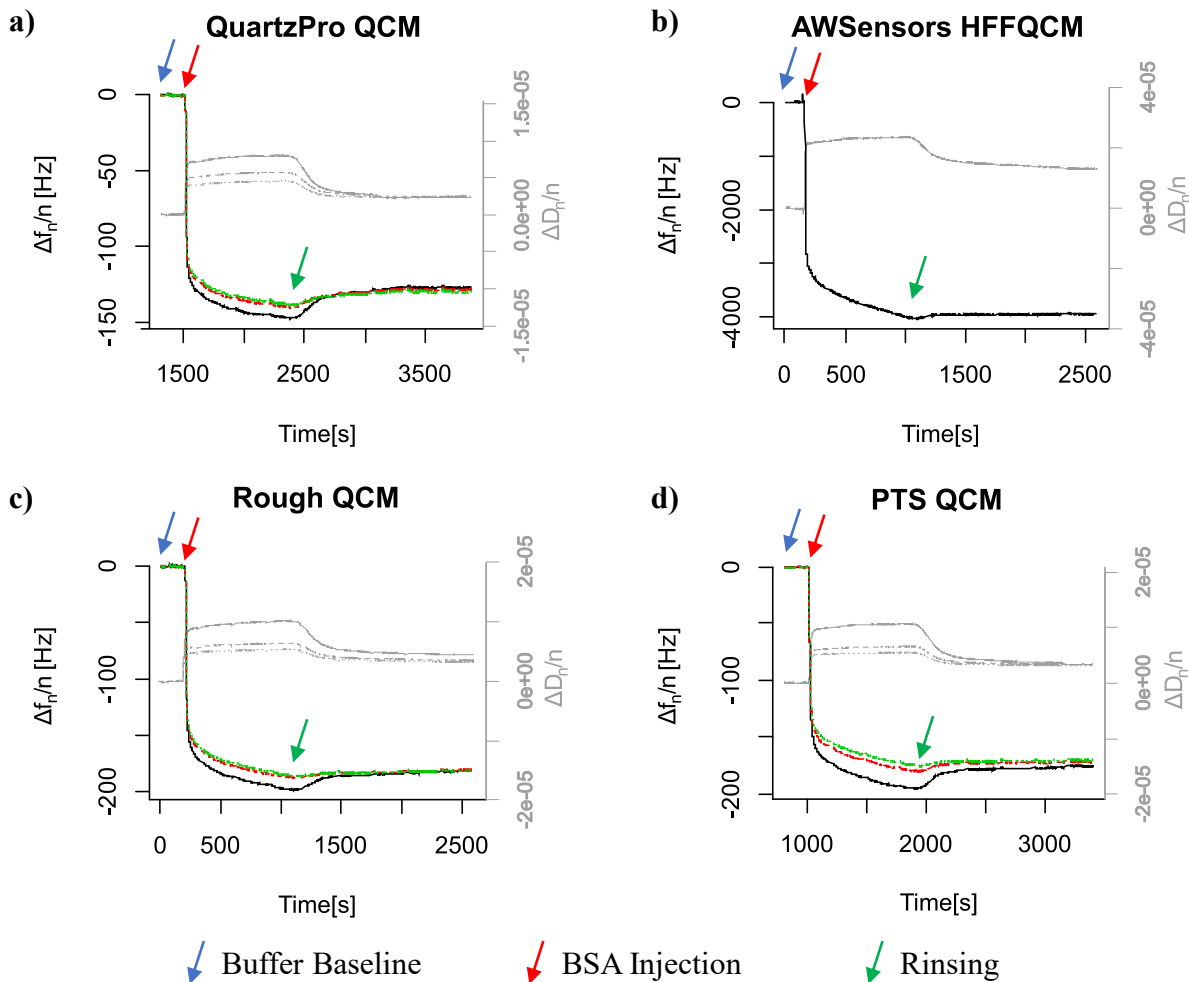 a)
QuartzPro QCM
0
-50
-100
-150
Δfn/n [Hz]
1.5e-05
0.0e+00
-1.5e-05
ΔDn/n
1500
2500
3500
Time[s]
b)
AWSensors HFFQCM
0
-2000
-4000
Δfn/n [Hz]
4e-05
0e+00
-4e-05
ΔDn/n
0
500
1500
2500
Time[s]
c)
Rough QCM
0
-100
-200
Δfn/n [Hz]
2e-05
0e+00
-2e-05
ΔDn/n
0
500
1500
2500
Time[s]
d)
PTS QCM
0
-100
-200
Δfn/n [Hz]
2e-05
0e+00
-2e-05
ΔDn/n
1000
2000
3000
Time[s]
Buffer Baseline
BSA Injection
Rinsing